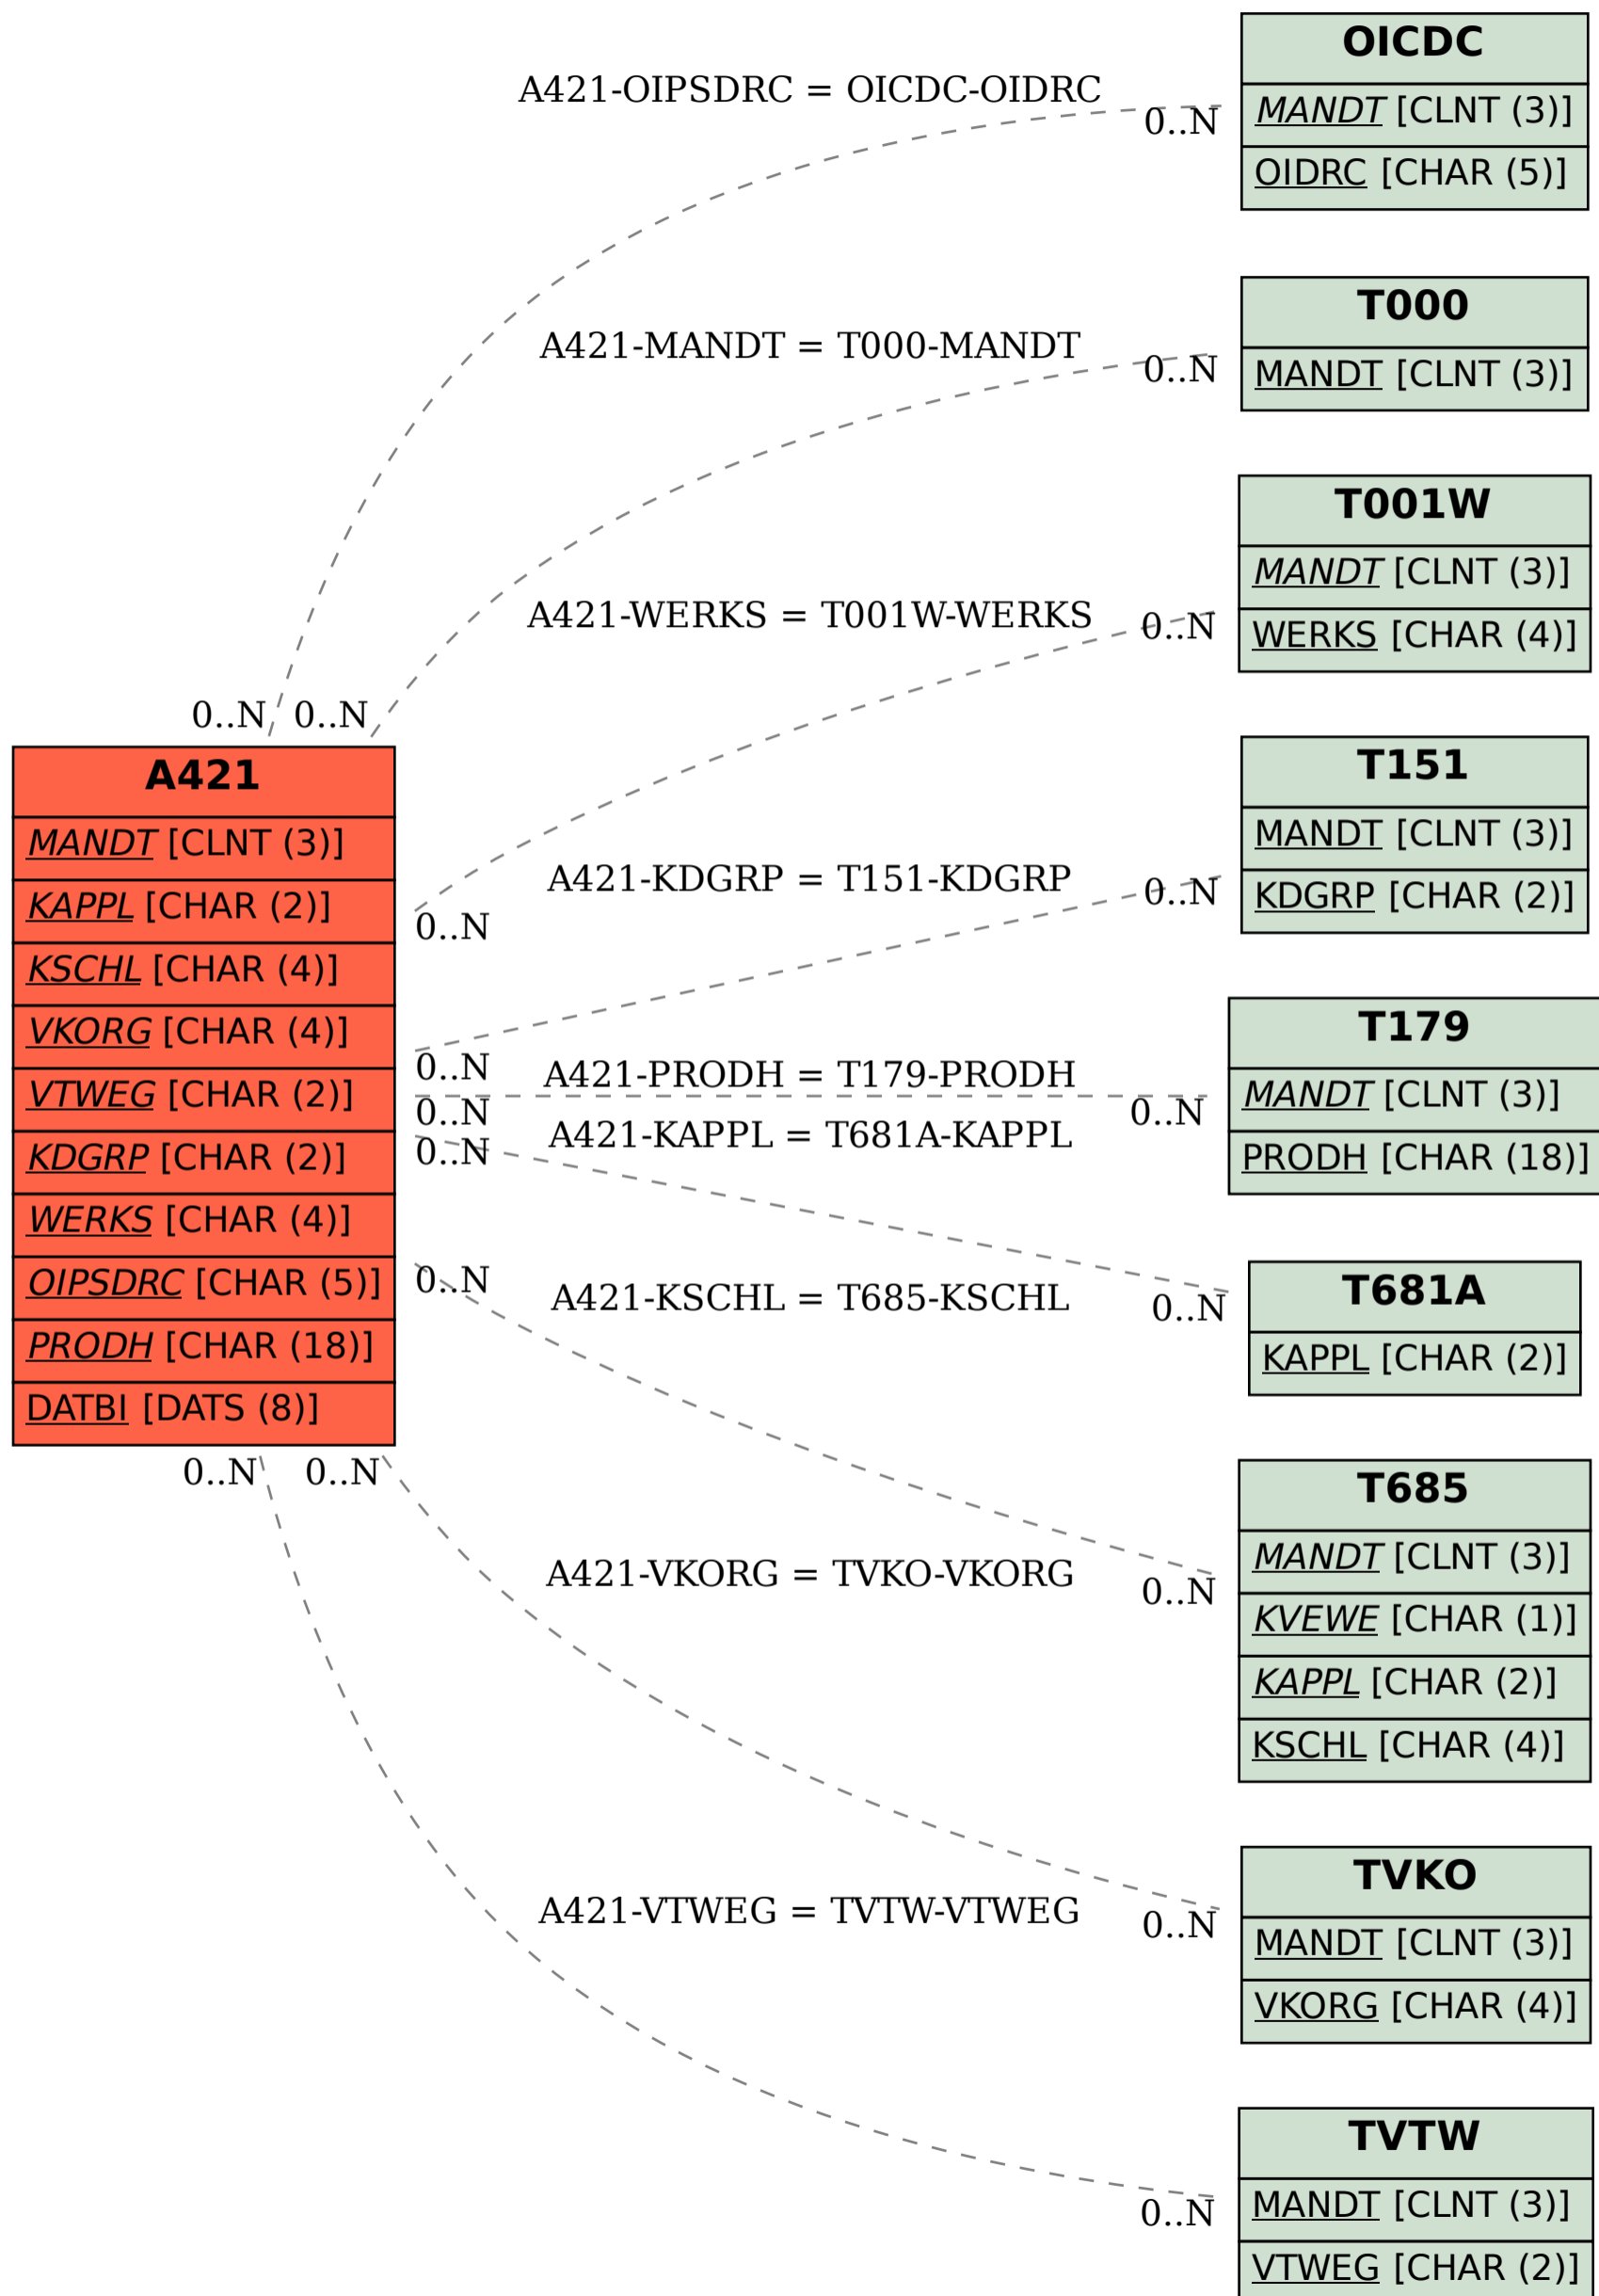 OICDC
MANDT [CLNT (3)]
OIDRC [CHAR (5)]
A421-OIPSDRC = OICDC-OIDRC
0..N
T000
MANDT [CLNT (3)]
A421-MANDT = T000-MANDT
0..N
T001W
MANDT [CLNT (3)]
WERKS [CHAR (4)]
A421-WERKS = T001W-WERKS
0..N
0..N 0..N
A421
MANDT [CLNT (3)]
KAPPL [CHAR (2)]
KSCHL [CHAR (4)]
VKORG [CHAR (4)]
VTWEG [CHAR (2)]
KDGRP [CHAR (2)]
WERKS [CHAR (4)]
OIPSDRC [CHAR (5)]
PRODH [CHAR (18)]
DATBI [DATS (8)]
0..N 0..N
0..N
0..N
0..N
0..N
0..N
T151
MANDT [CLNT (3)]
KDGRP [CHAR (2)]
A421-KDGRP = T151-KDGRP
0..N
T179
MANDT [CLNT (3)]
PRODH [CHAR (18)]
A421-PRODH = T179-PRODH
0..N
A421-KAPPL = T681A-KAPPL
0..N
T681A
KAPPL [CHAR (2)]
A421-KSCHL = T685-KSCHL
0..N
T685
MANDT [CLNT (3)]
KVEWE [CHAR (1)]
KAPPL [CHAR (2)]
KSCHL [CHAR (4)]
A421-VKORG = TVKO-VKORG
0..N
TVKO
MANDT [CLNT (3)]
VKORG [CHAR (4)]
A421-VTWEG = TVTW-VTWEG
0..N
TVTW
MANDT [CLNT (3)]
VTWEG [CHAR (2)]